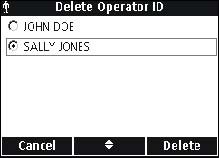 Delete Operator ID
JOHN DOE
SALLY JONES
Cancel Delete